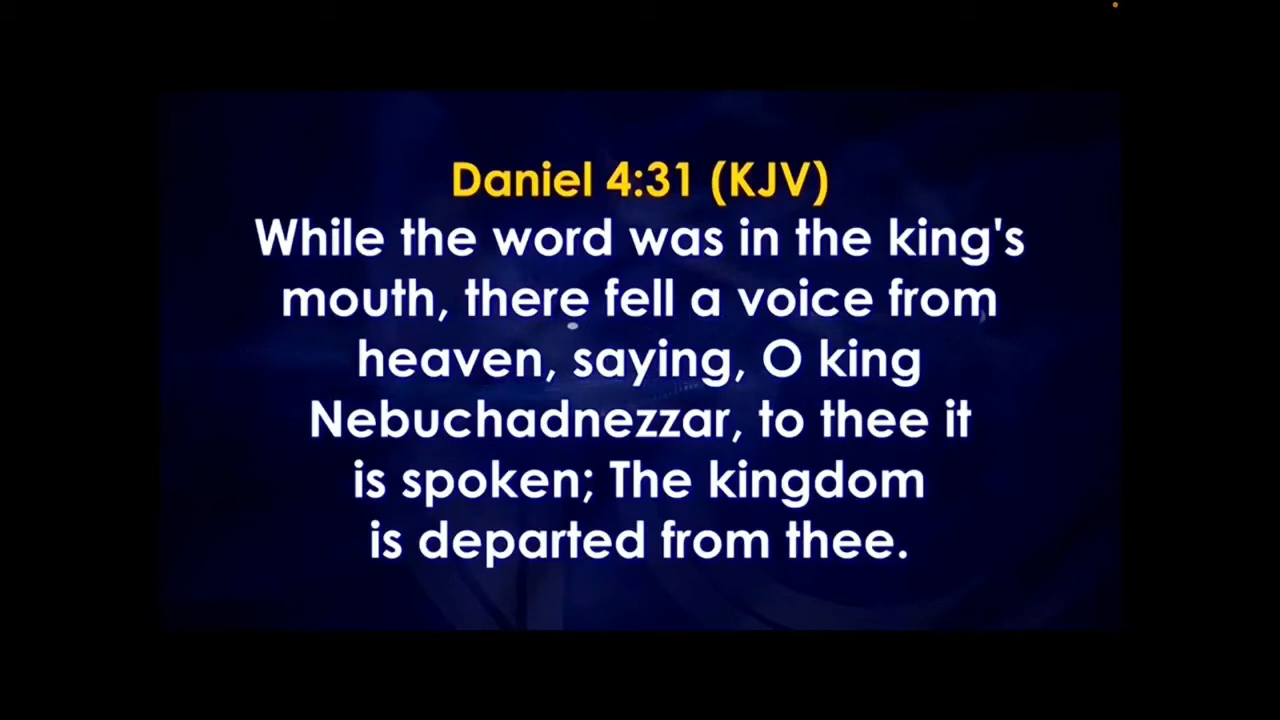 Daniel 4:31 (KJV)
While the word was in the king's
mouth, there fell a voice from
heaven, saying, O king
Nebuchadnezzar, to thee it
is spoken; The kingdom
is departed from thee.